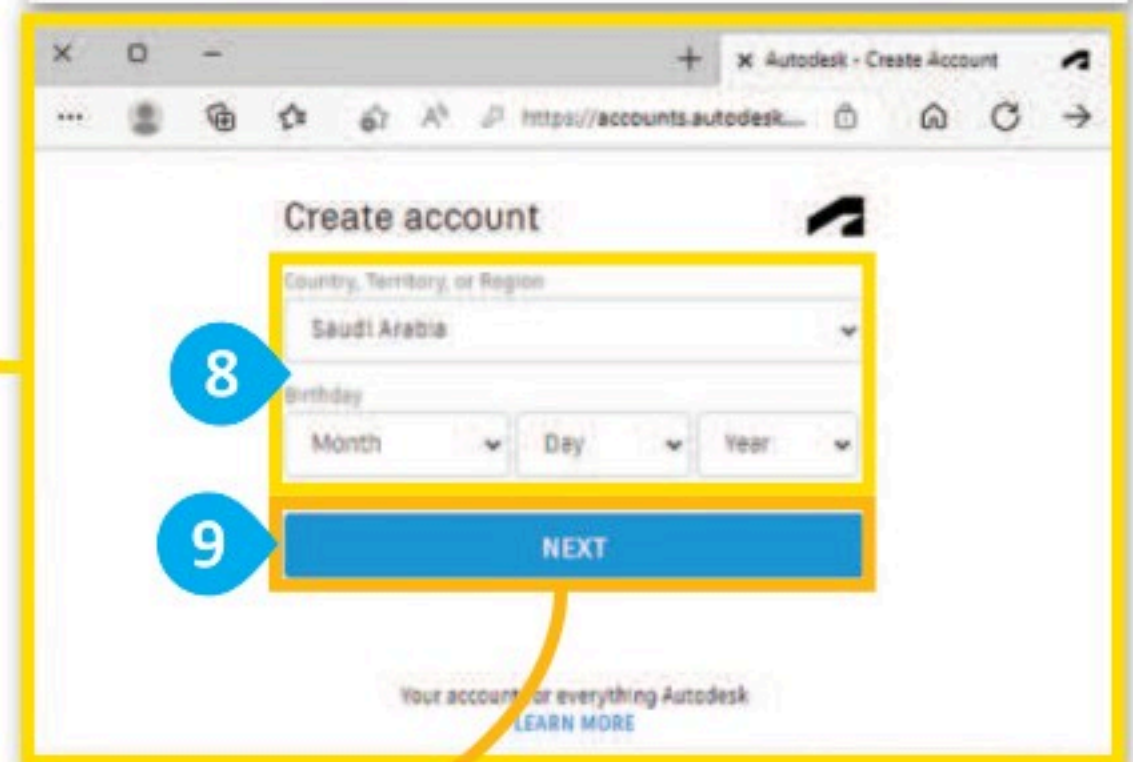 Autodesk - Create Account
https://accounts.autodesk....
Create account
Country, Territory, or Region
Saudi Arabia
8
Birthday
Month Day Year
9
NEXT
Your account for everything Autodesk
LEARN MORE